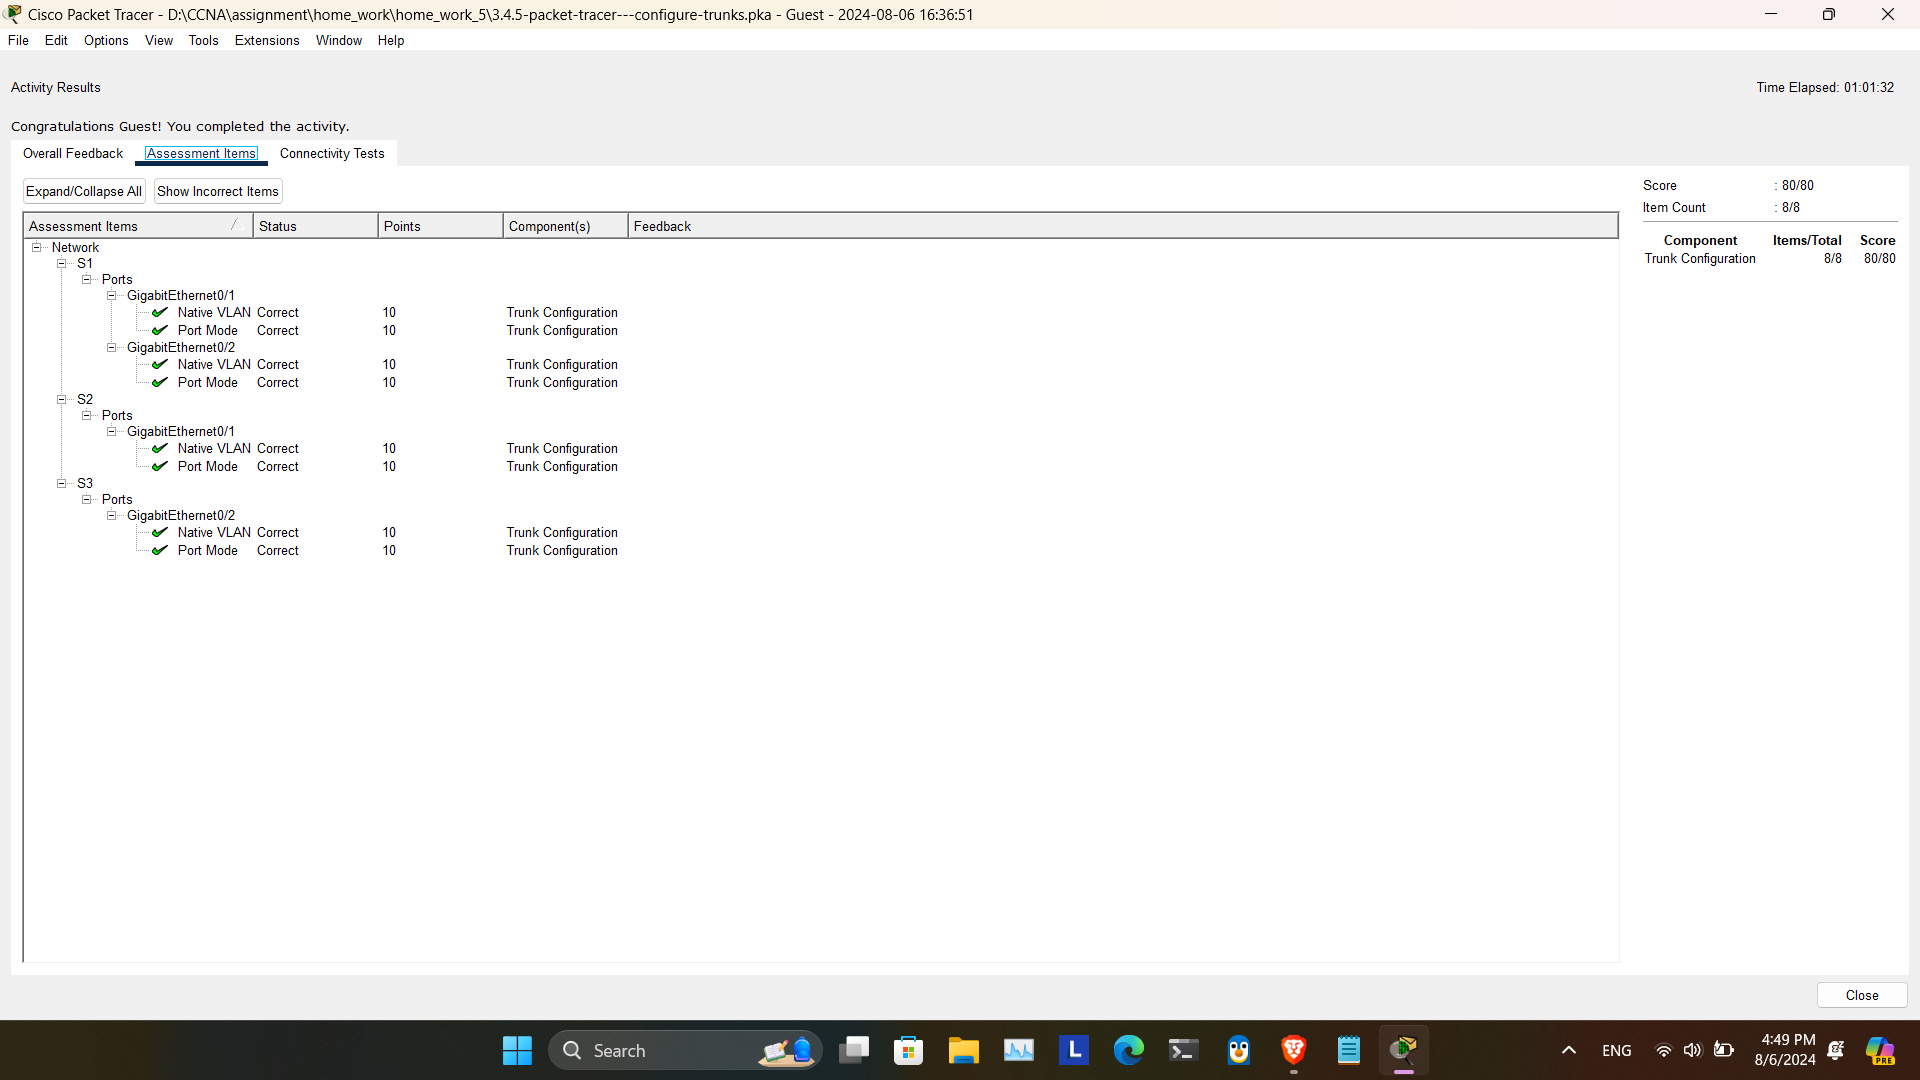 Cisco Packet Tracer - D:\CCNA\assignment\home_work\home_work_5\3.4.5-packet-tracer---configure-trunks.pka - Guest - 2024-08-06 16:36:51
File Edit Options View Tools Extensions Window Help
Activity Results Time Elapsed: 01:01:32
Congratulations Guest! You completed the activity.
Overall Feedback Assessment Items Connectivity Tests
Expand/Collapse All Show Incorrect Items
Assessment Items Status Points Component(s) Feedback
Network
S1
Ports
GigabitEthernet0/1
Native VLAN Correct 10 Trunk Configuration
Port Mode Correct 10 Trunk Configuration
GigabitEthernet0/2
Native VLAN Correct 10 Trunk Configuration
Port Mode Correct 10 Trunk Configuration
S2
Ports
GigabitEthernet0/1
Native VLAN Correct 10 Trunk Configuration
Port Mode Correct 10 Trunk Configuration
S3
Ports
GigabitEthernet0/2
Native VLAN Correct 10 Trunk Configuration
Port Mode Correct 10 Trunk Configuration
Score : 80/80
Item Count : 8/8
Component Items/Total Score
Trunk Configuration 8/8 80/80
Close
Search
L
ENG
4:49 PM
8/6/2024
PRE